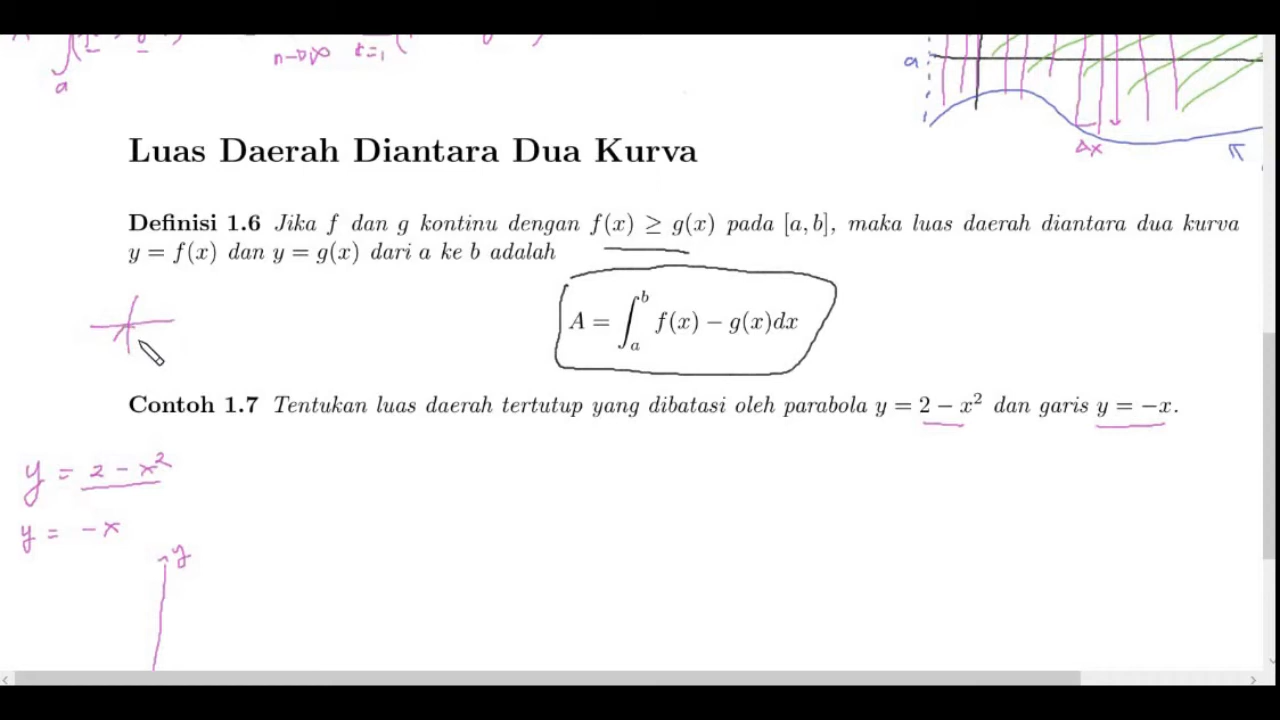 a
n→∞ t=1
a
Δx
Luas Daerah Diantara Dua Kurva
Definisi 1.6 Jika f dan g kontinu dengan f(x) ≥ g(x) pada [a, b], maka luas daerah diantara dua kurva
y = f(x) dan y = g(x) dari a ke b adalah
A = ∫_a^b f(x) − g(x)dx
Contoh 1.7 Tentukan luas daerah tertutup yang dibatasi oleh parabola y = 2 − x² dan garis y = −x.
y = 2 − x²
y = −x
y